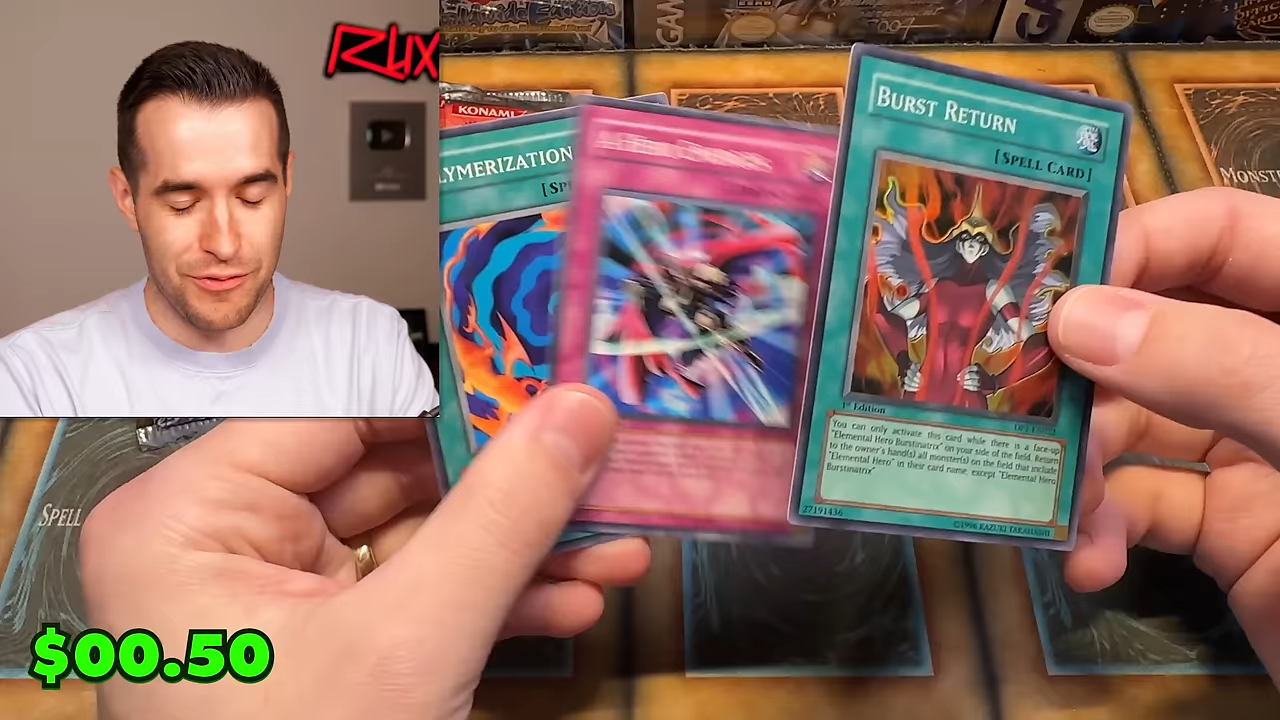 RUX
GAM
2004
KONAMI
LYMERIZATION
[SP
BURST RETURN
[SPELL CARD]
1st Edition
You can only activate this card while there is a face-up
"Elemental Hero Burstinatrix" on your side of the field. Return
to the owner's hand(s) all monster(s) on the field that include
"Elemental Hero" in their card name, except "Elemental Hero
Burstinatrix"
27191436
©1996 KAZUKI TAKAHASHI
MONST
SPELL
$00.50